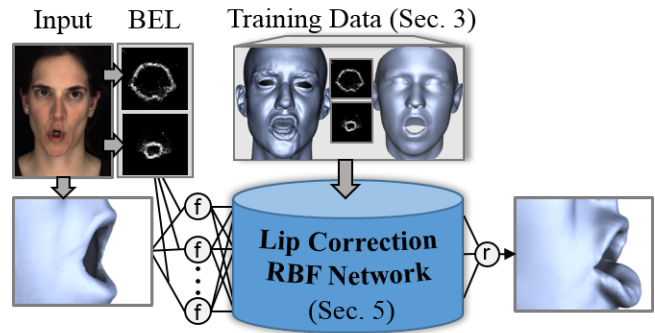 Input
BEL
Training Data (Sec. 3)
f
f
f
Lip Correction
RBF Network
(Sec. 5)
r